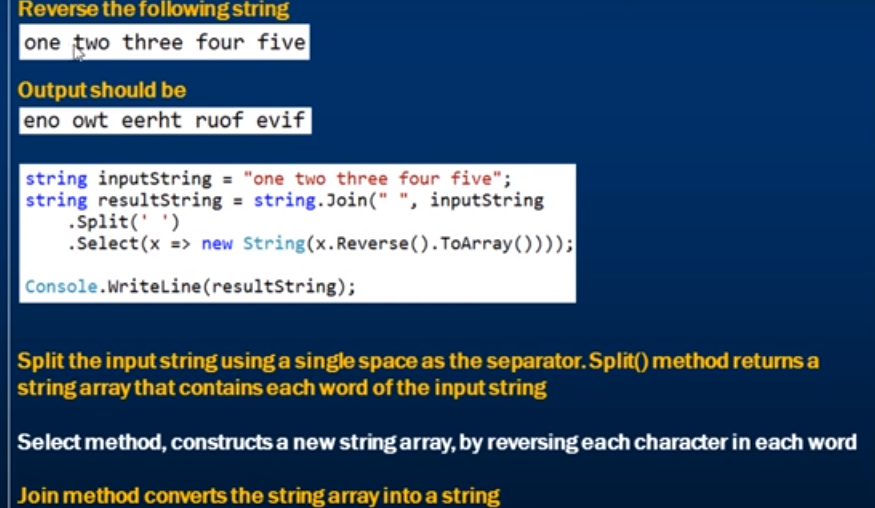 Reverse the following string
one two three four five
Output should be
eno owt eerht ruof evif
string inputString = "one two three four five";
string resultString = string.Join(" ", inputString
.Split(' ')
.Select(x => new String(x.Reverse().ToArray())));
Console.WriteLine(resultString);
Split the input string using a single space as the separator. Split() method returns a
string array that contains each word of the input string
Select method, constructs a new string array, by reversing each character in each word
Join method converts the string array into a string